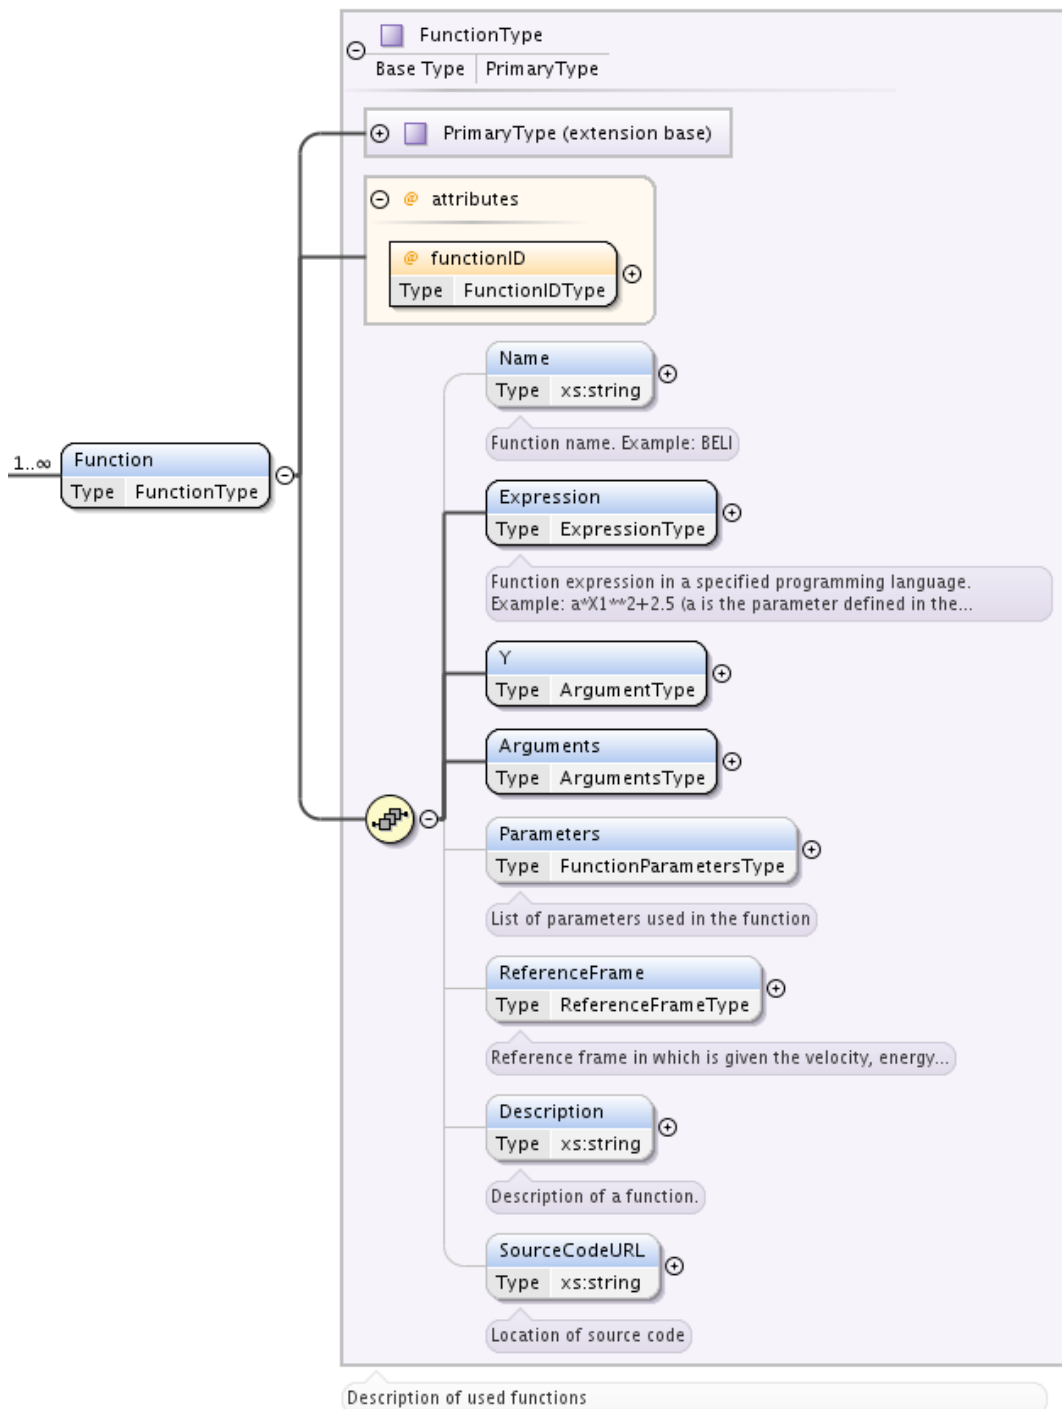 FunctionType
Base Type PrimaryType
PrimaryType (extension base)
@ attributes
@ functionID
Type FunctionIDType
Name
Type xs:string
Function name. Example: BELI
1..∞
Function
Type FunctionType
Expression
Type ExpressionType
Function expression in a specified programming language.
Example: a*X1**2+2.5 (a is the parameter defined in the...
Y
Type ArgumentType
Arguments
Type ArgumentsType
Parameters
Type FunctionParametersType
List of parameters used in the function
ReferenceFrame
Type ReferenceFrameType
Reference frame in which is given the velocity, energy...
Description
Type xs:string
Description of a function.
SourceCodeURL
Type xs:string
Location of source code
Description of used functions